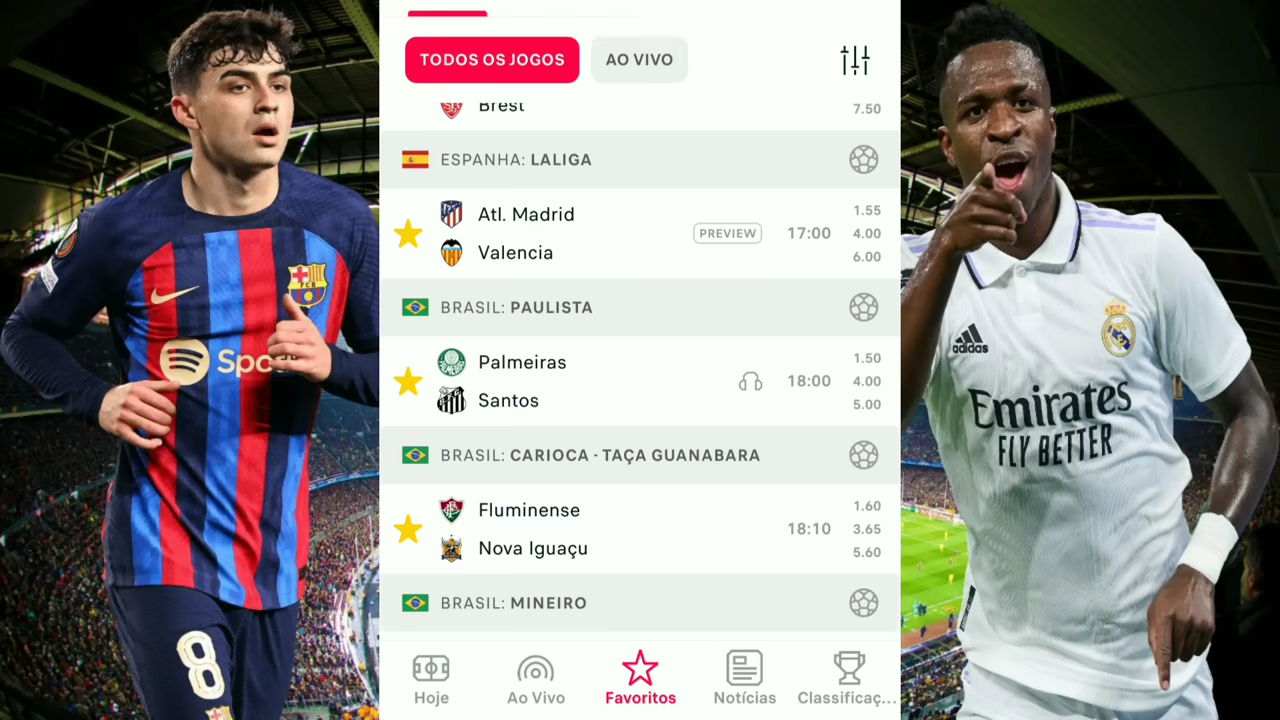 TODOS OS JOGOS
AO VIVO
Brest
7.50
ESPANHA: LALIGA
Atl. Madrid
Valencia
PREVIEW
17:00
1.55
4.00
6.00
BRASIL: PAULISTA
Palmeiras
Santos
18:00
1.50
4.00
5.00
BRASIL: CARIOCA - TAÇA GUANABARA
Fluminense
Nova Iguaçu
18:10
1.60
3.65
5.60
BRASIL: MINEIRO
Hoje
Ao Vivo
Favoritos
Notícias
Classificaç...
FCB
Spo
8
adidas
Emirates
FLY BETTER